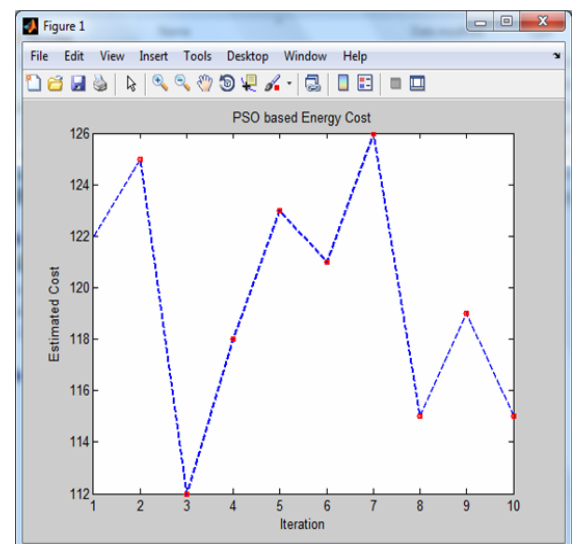 Figure 1
File Edit View Insert Tools Desktop Window Help
PSO based Energy Cost
126
124
122
120
118
116
114
112
Estimated Cost
1 2 3 4 5 6 7 8 9 10
Iteration